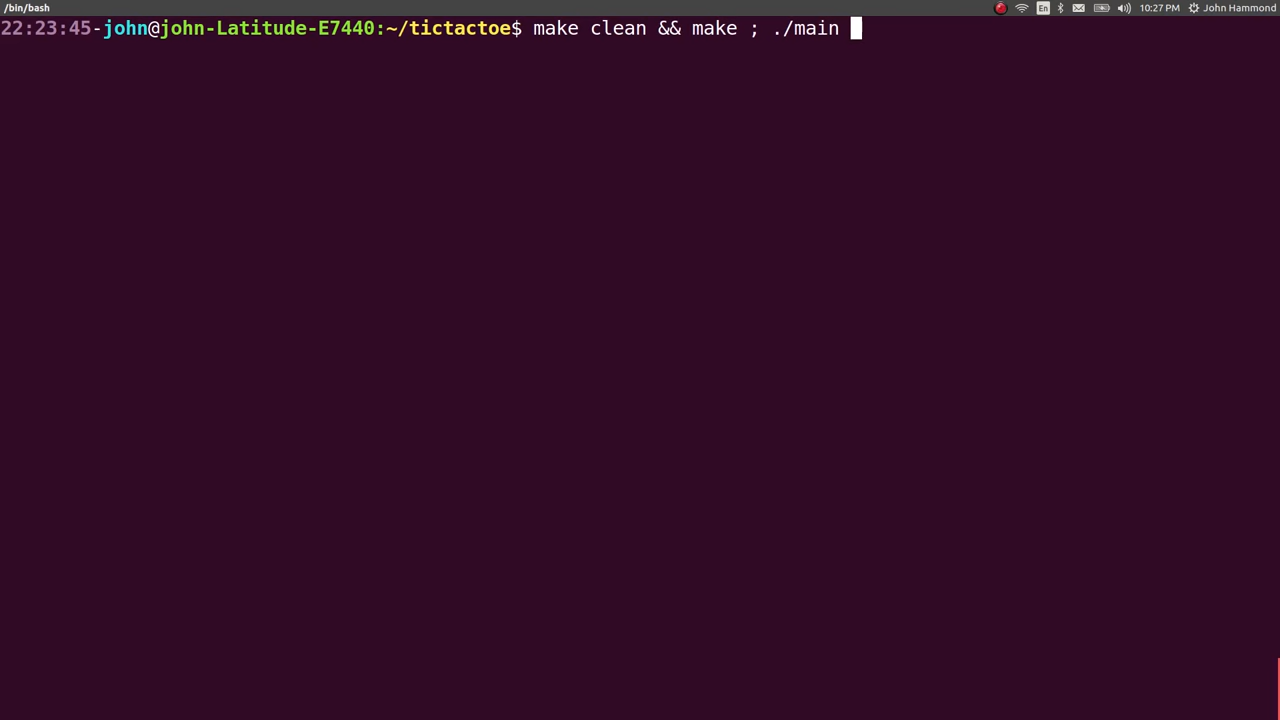 /bin/bash
En
10:27 PM
John Hammond
22:23:45-john@john-Latitude-E7440:~/tictactoe$ make clean && make ; ./main